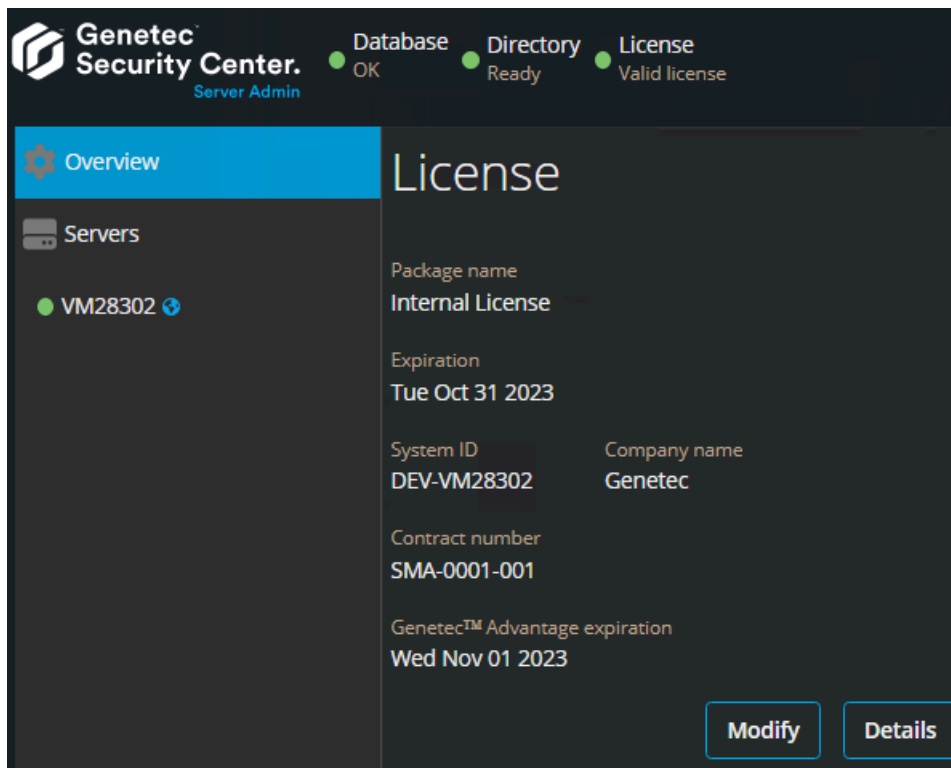 Genetec
Security Center.
Server Admin
Database
OK
Directory
Ready
License
Valid license
Overview
Servers
VM28302
License
Package name
Internal License
Expiration
Tue Oct 31 2023
System ID
DEV-VM28302
Company name
Genetec
Contract number
SMA-0001-001
Genetec™ Advantage expiration
Wed Nov 01 2023
Modify
Details